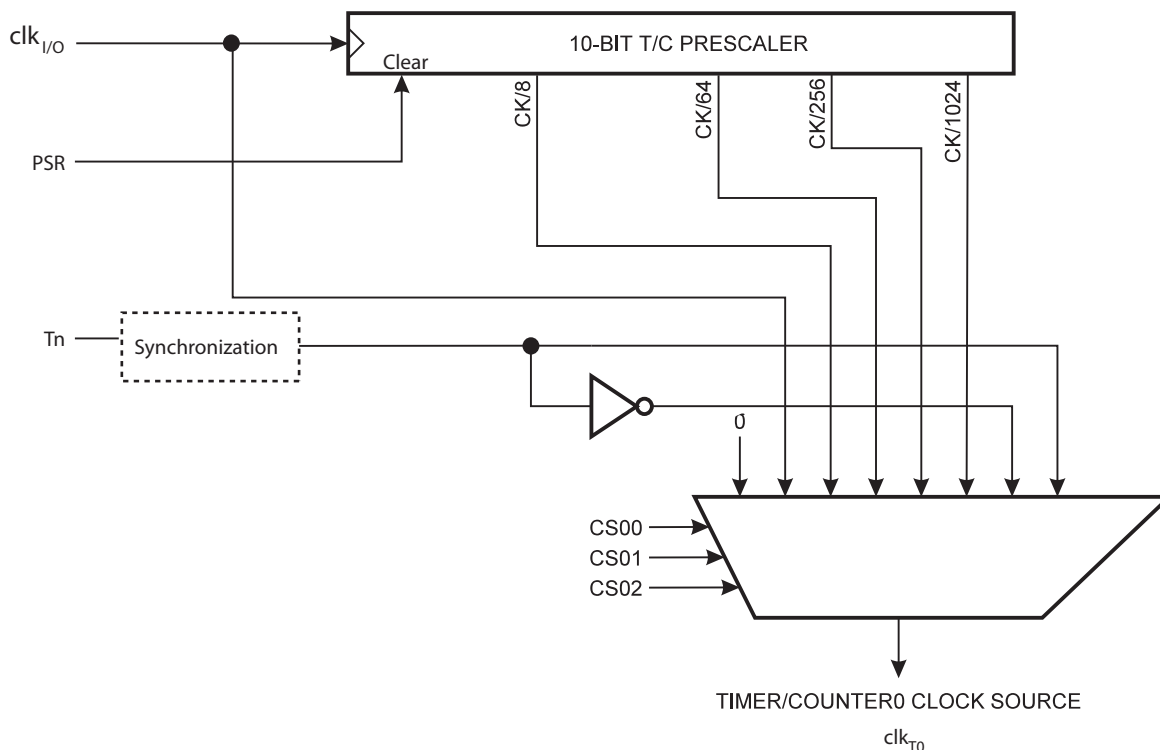 clkI/O
10-BIT T/C PRESCALER
Clear
CK/8
CK/64
CK/256
CK/1024
PSR
Tn
Synchronization
0
CS00
CS01
CS02
TIMER/COUNTER0 CLOCK SOURCE
clkT0